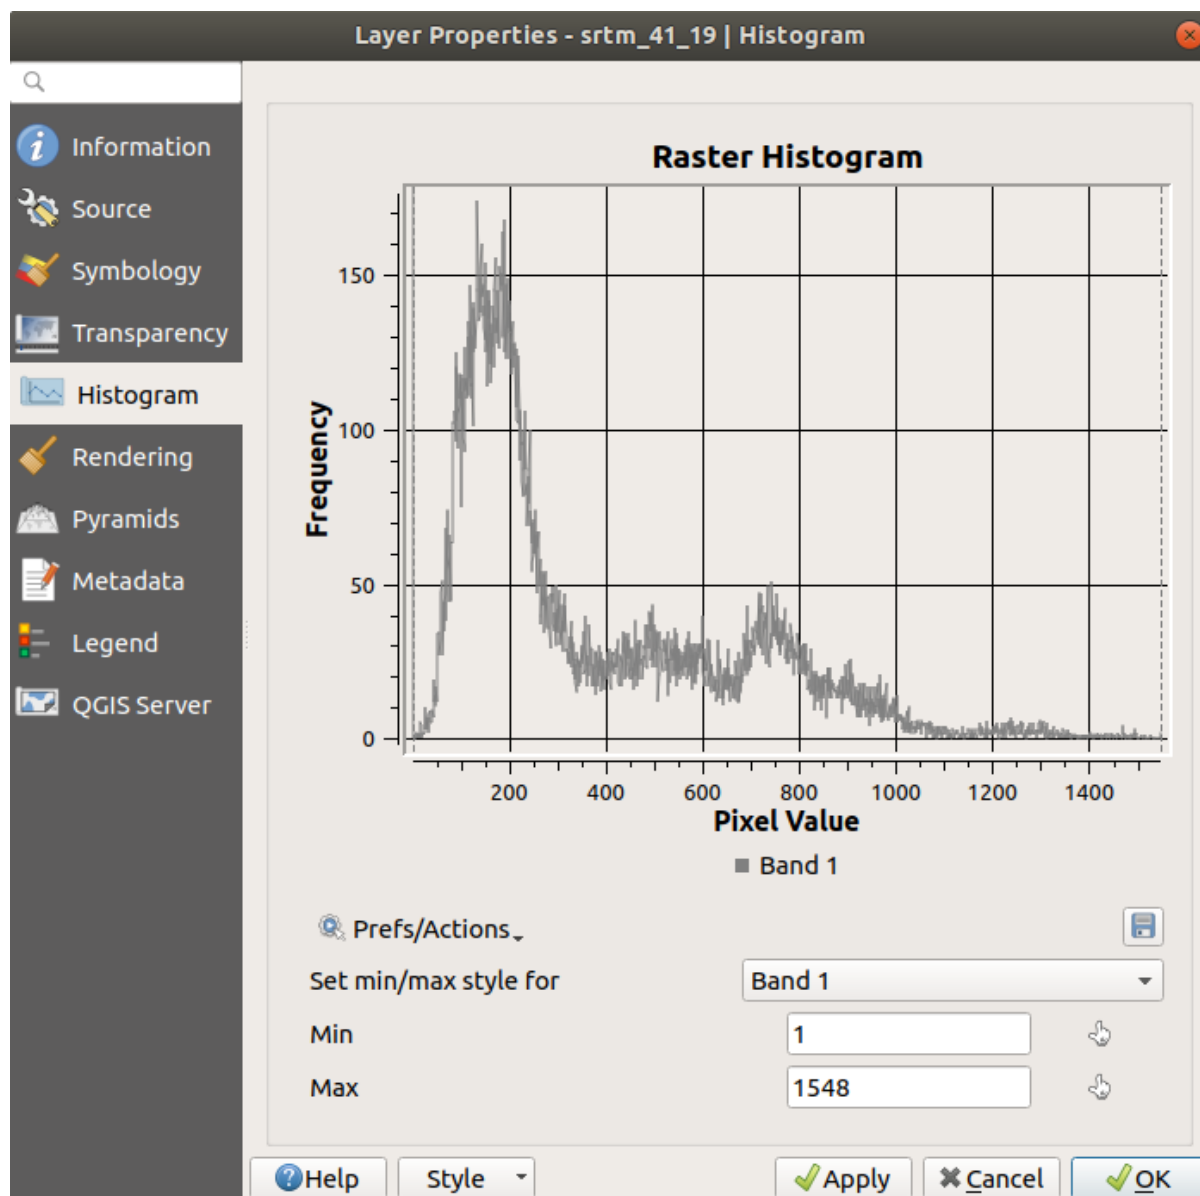 Layer Properties - srtm_41_19 | Histogram
Information
Source
Symbology
Transparency
Histogram
Rendering
Pyramids
Metadata
Legend
QGIS Server
Raster Histogram
Frequency
150
100
50
0
200 400 600 800 1000 1200 1400
Pixel Value
Band 1
Prefs/Actions
Set min/max style for Band 1
Min 1
Max 1548
Help Style Apply Cancel OK